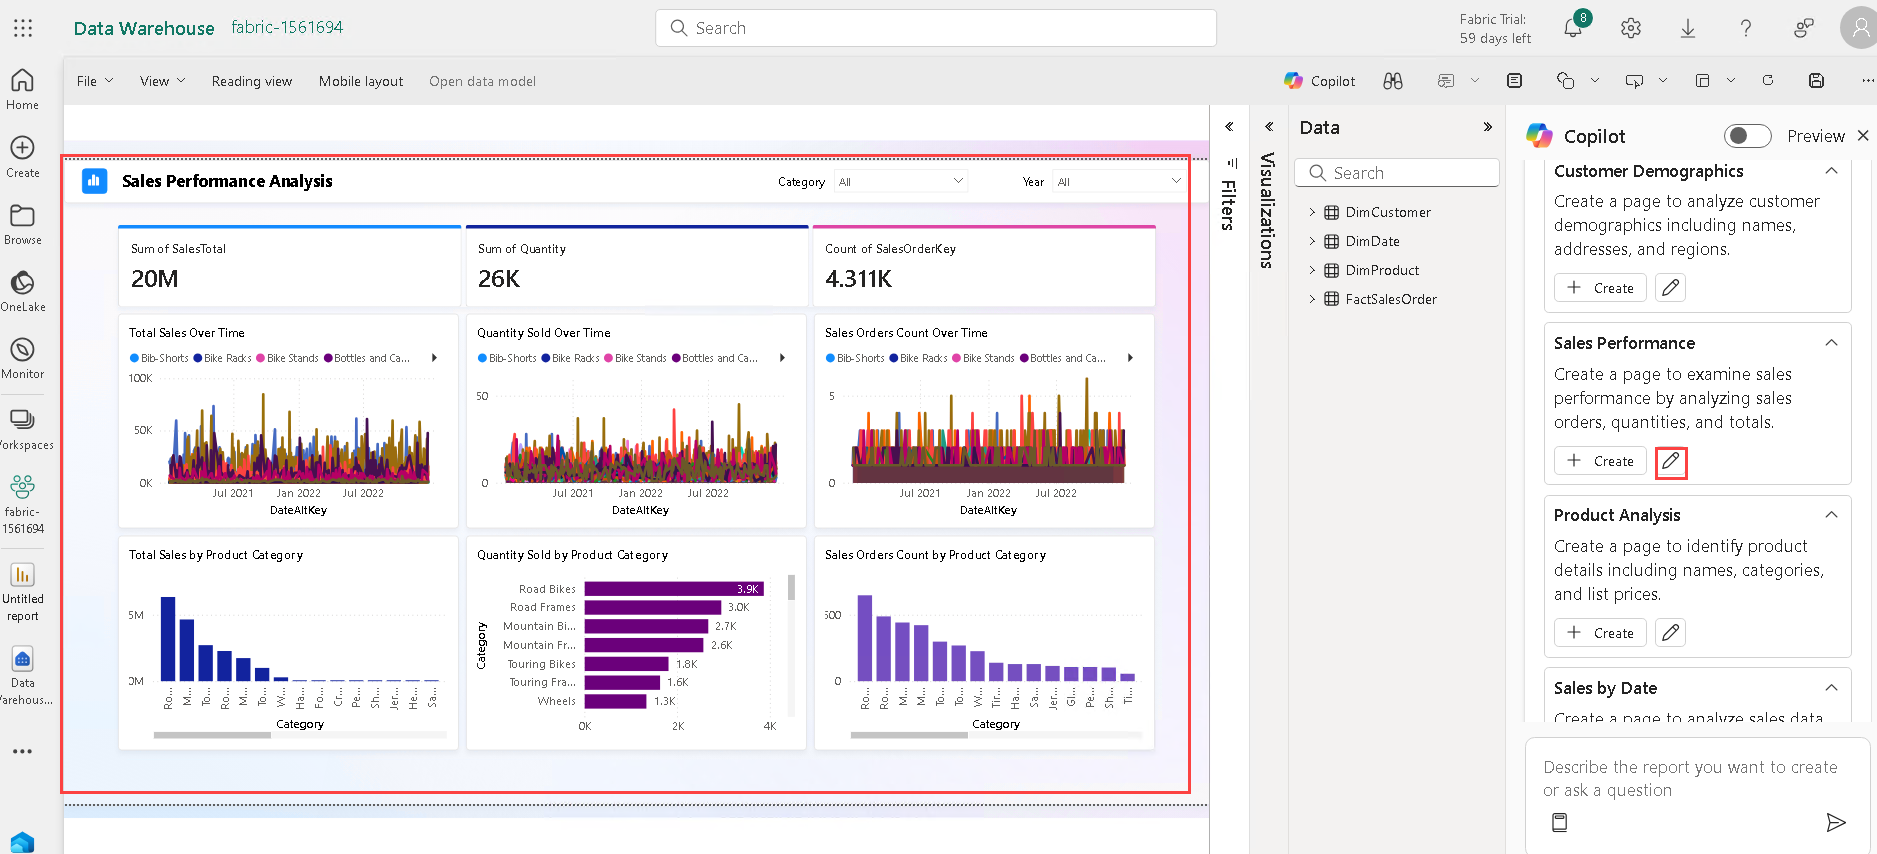 Data Warehouse fabric-1561694
Search
Fabric Trial:
59 days left
8
File View Reading view Mobile layout Open data model
Copilot
Home
Create
Browse
OneLake
Monitor
Workspaces
fabric-
1561694
Untitled
report
Data
Warehous...
Sales Performance Analysis
Category All
Year All
Sum of SalesTotal
20M
Sum of Quantity
26K
Count of SalesOrderKey
4.311K
Total Sales Over Time
Bib-Shorts Bike Racks Bike Stands Bottles and Ca...
100K
50K
0K
Jul 2021 Jan 2022 Jul 2022
DateAltKey
Quantity Sold Over Time
Bib-Shorts Bike Racks Bike Stands Bottles and Ca...
50
0
Jul 2021 Jan 2022 Jul 2022
DateAltKey
Sales Orders Count Over Time
Bib-Shorts Bike Racks Bike Stands Bottles and Ca...
5
0
Jul 2021 Jan 2022 Jul 2022
DateAltKey
Total Sales by Product Category
5M
0M
Ro... M... To... Ro... M... To... W... Ha... Fo... Cr... Pe... Sh... Jer... He... Sa...
Category
Quantity Sold by Product Category
Category
Road Bikes 3.9K
Road Frames 3.0K
Mountain Bi... 2.7K
Mountain Fr... 2.6K
Touring Bikes 1.8K
Touring Fra... 1.6K
Wheels 1.3K
0K 2K 4K
Sales Orders Count by Product Category
500
0
Ro... Ro... M... M... To... To... W... Tir... Ha... Sa... Jer... Gl... Pe... Sh... Ti...
Category
Filters
Visualizations
Data
Search
DimCustomer
DimDate
DimProduct
FactSalesOrder
Copilot
Preview
Customer Demographics
Create a page to analyze customer
demographics including names,
addresses, and regions.
Create
Sales Performance
Create a page to examine sales
performance by analyzing sales
orders, quantities, and totals.
Create
Product Analysis
Create a page to identify product
details including names, categories,
and list prices.
Create
Sales by Date
Create a page to analyze sales data
Describe the report you want to create
or ask a question